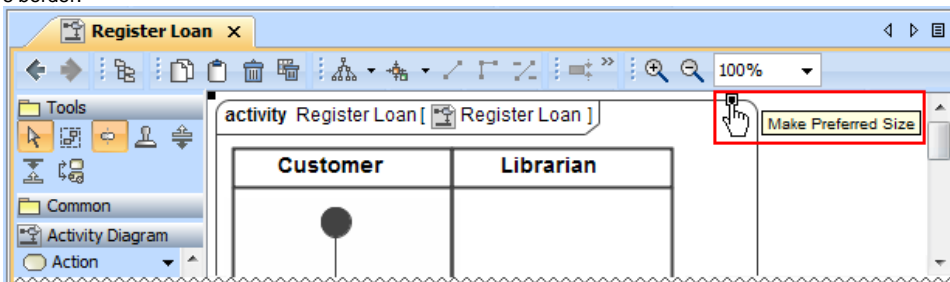 Register Loan X
100%
Tools
activity Register Loan [ Register Loan ]
Make Preferred Size
Customer Librarian
Common
Activity Diagram
Action